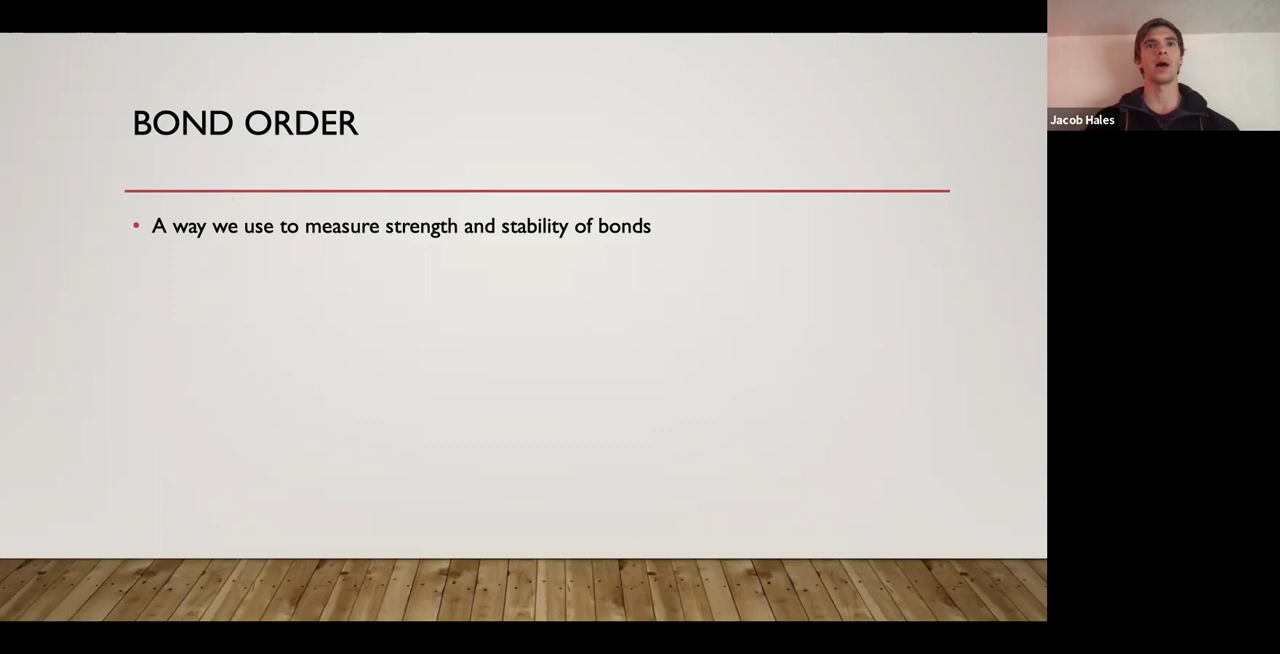 BOND ORDER
• A way we use to measure strength and stability of bonds
Jacob Hales